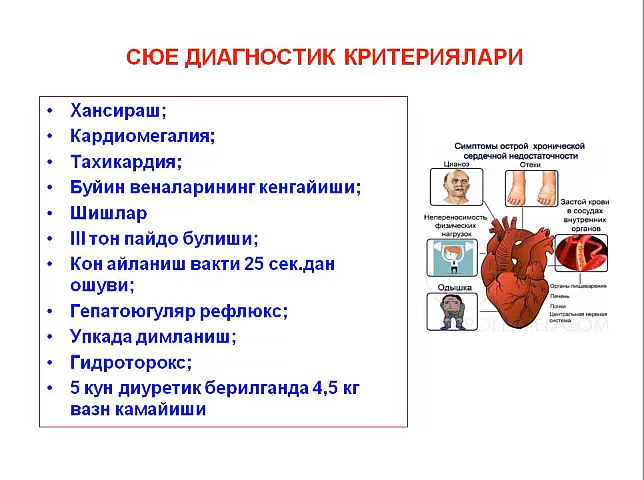 СЮЕ ДИАГНОСТИК КРИТЕРИЯЛАРИ
• Хансираш;
• Кардиомегалия;
• Тахикардия;
• Буйин веналарининг кенгайиши;
• Шишлар
• III тон пайдо булиши;
• Кон айланиш вакти 25 сек.дан
ошуви;
• Гепатоюгуляр рефлюкс;
• Упкада димланиш;
• Гидроторокс;
• 5 кун диуретик берилганда 4,5 кг
вазн камайиши
Симптомы острой хронической
сердечной недостаточности
Цианоз
Отеки
Застой крови
в сосудах
внутренних
органов
Непереносимость
физических
нагрузок
Одышка
Органы пищеварения
Печень
Почки
Центральная нервная
система